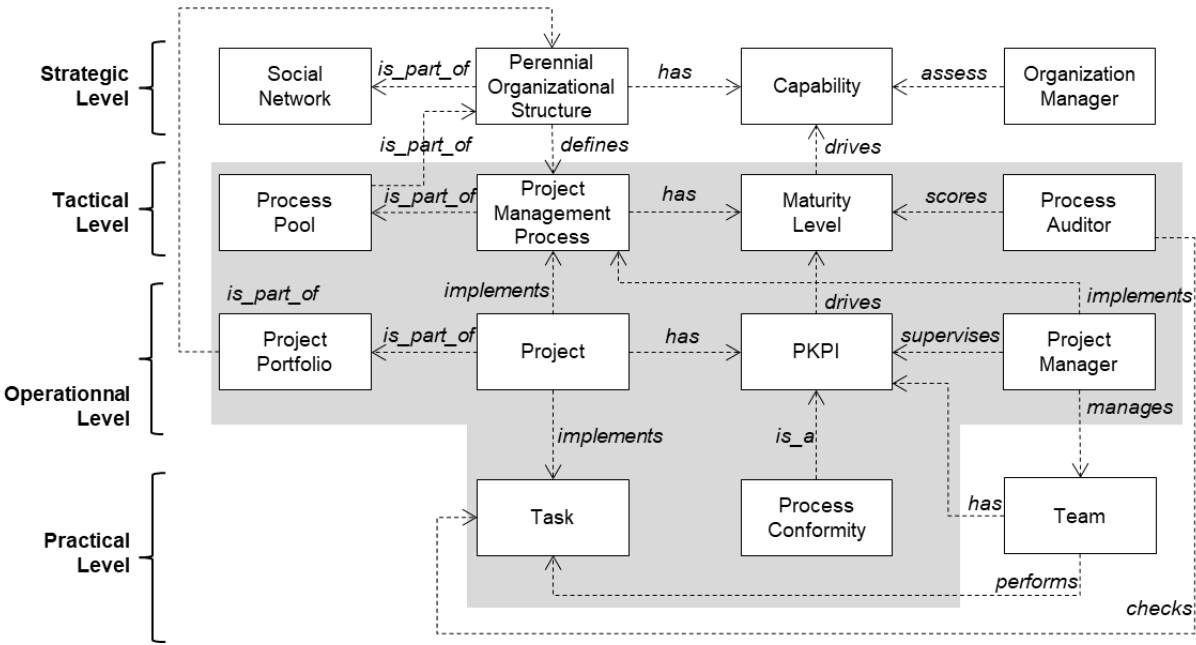 Strategic
Level
Social
Network
is_part_of
Perennial
Organizational
Structure
has
Capability
assess
Organization
Manager
is_part_of
defines
drives
Tactical
Level
Process
Pool
is_part_of
Project
Management
Process
has
Maturity
Level
scores
Process
Auditor
is_part_of
implements
drives
implements
Operationnal
Level
Project
Portfolio
is_part_of
Project
has
PKPI
supervises
Project
Manager
implements
is_a
manages
Practical
Level
Task
Process
Conformity
has
Team
performs
checks